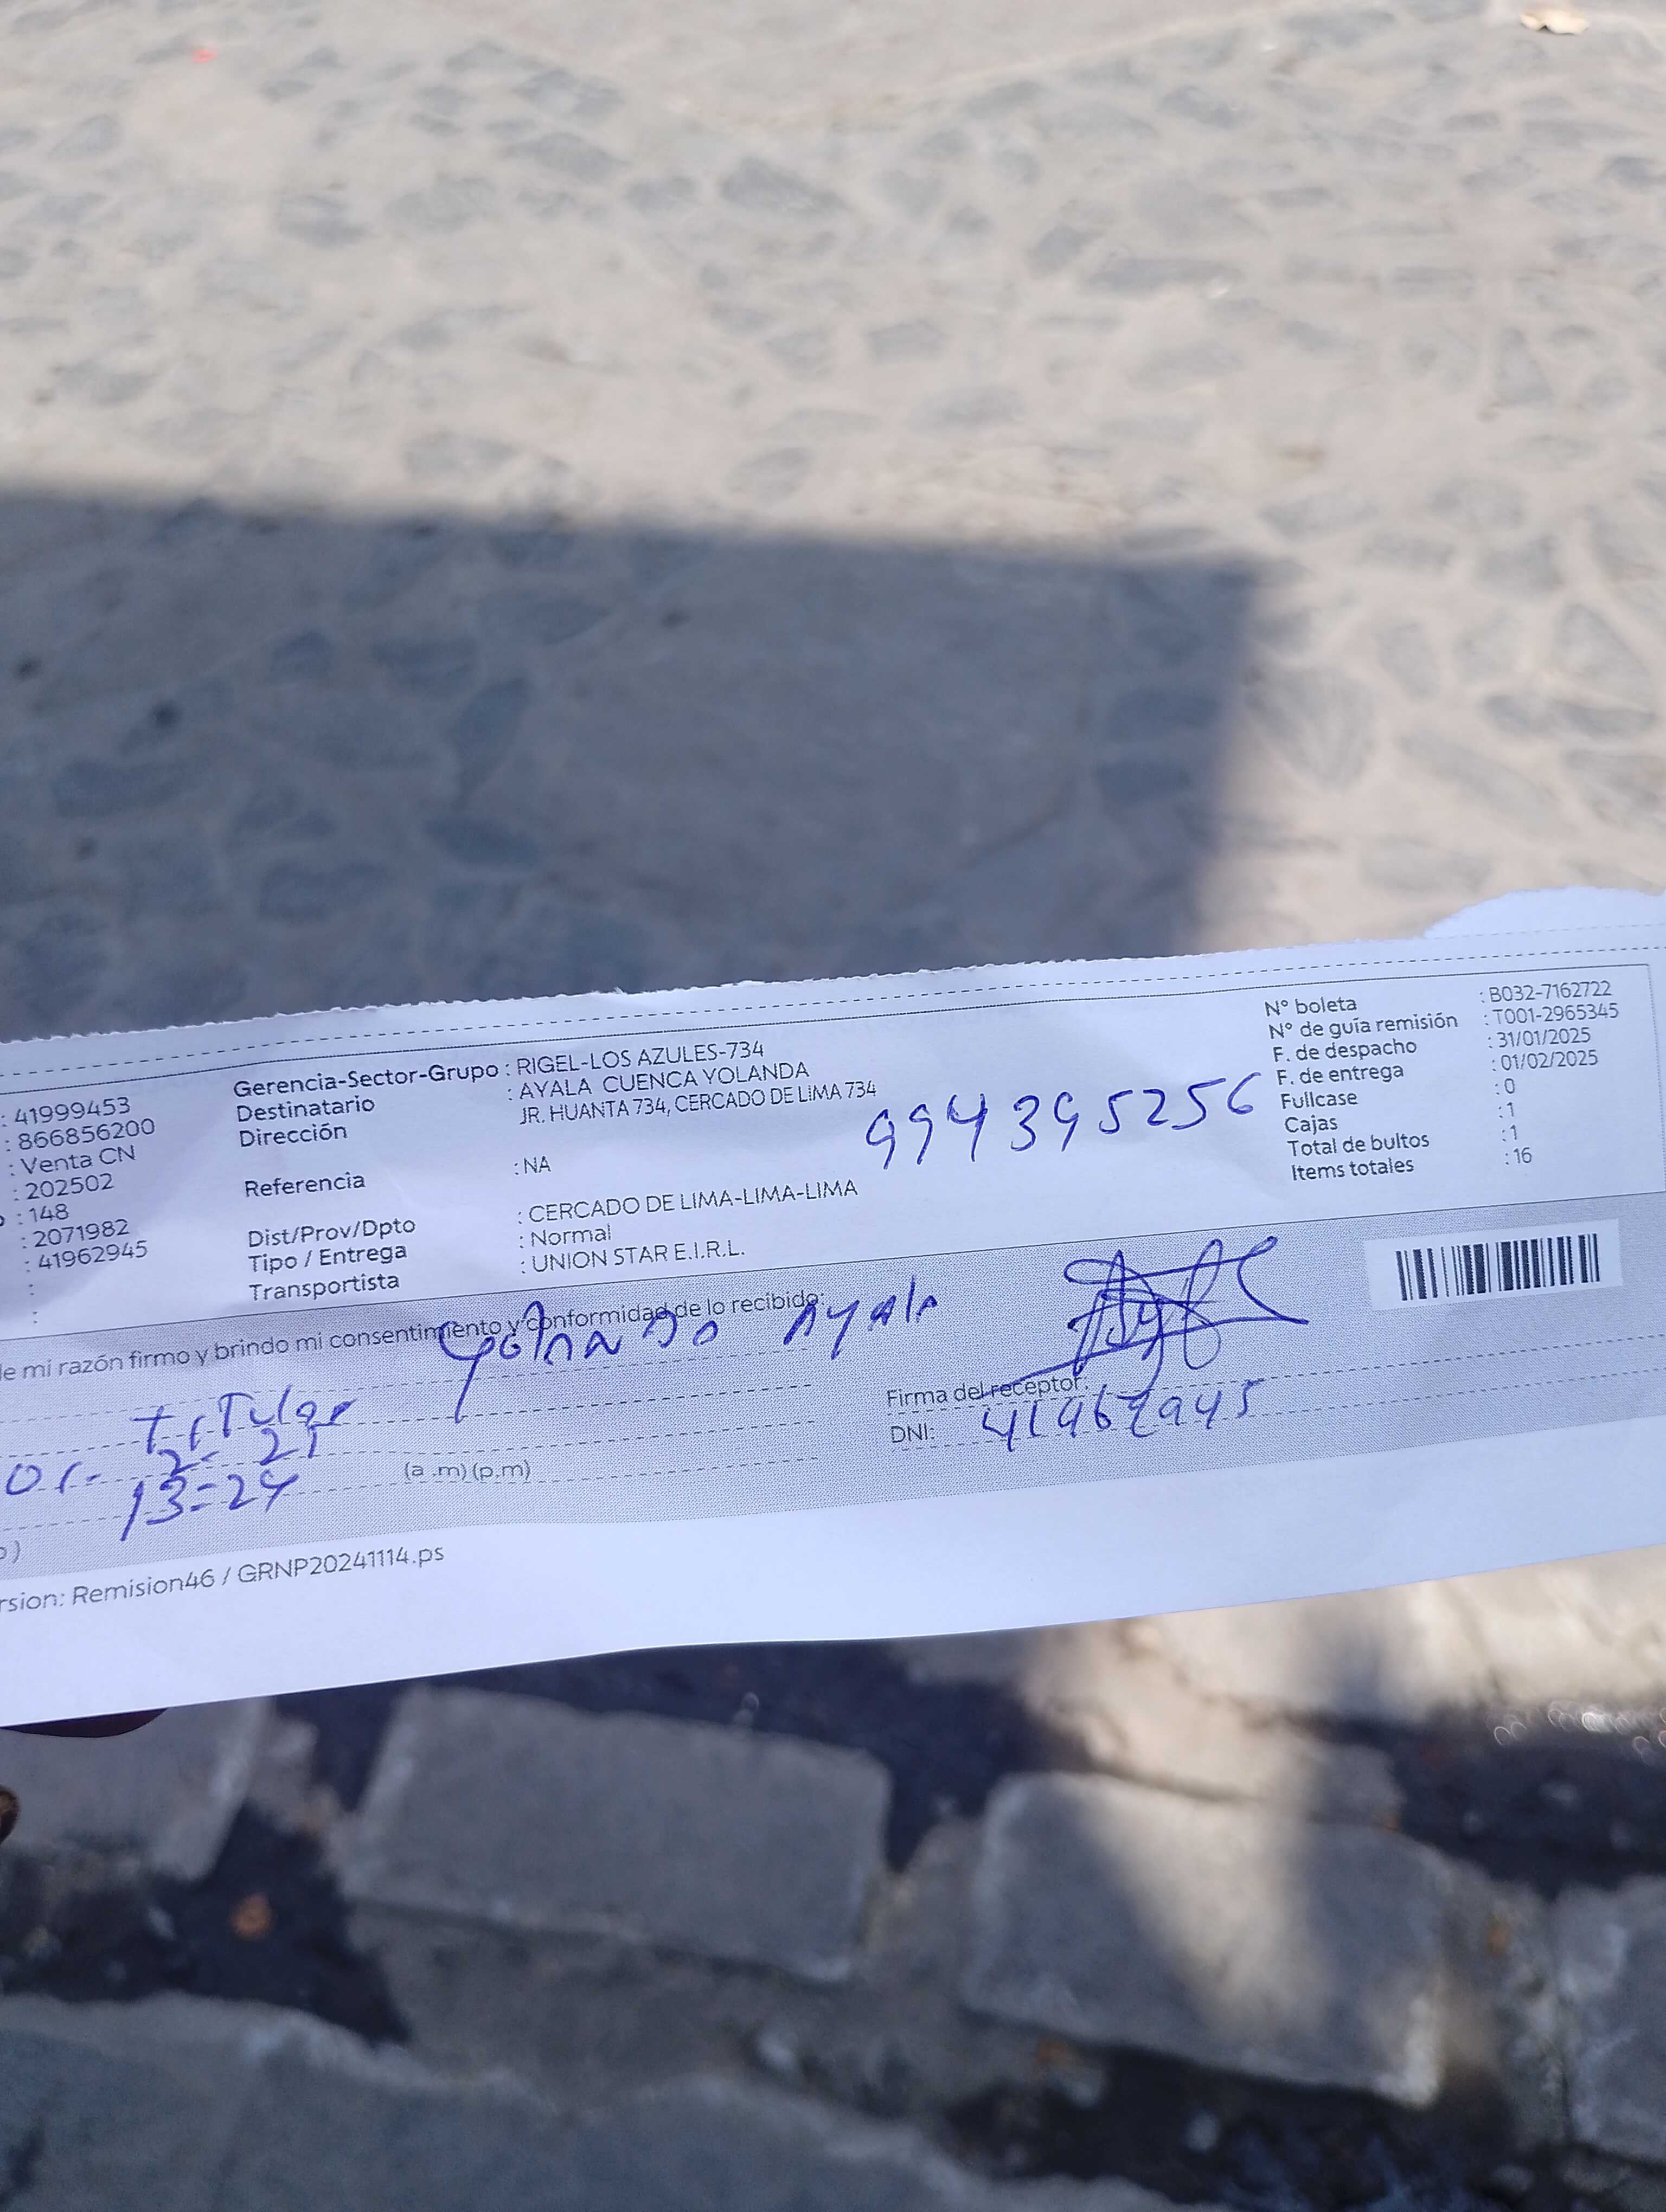 : 41999453
: 866856200
: Venta CN
: 202502
: 148
: 2071982
: 41962945
:
:
Gerencia-Sector-Grupo : RIGEL-LOS AZULES-734
Destinatario : AYALA CUENCA YOLANDA
Dirección JR. HUANTA 734, CERCADO DE LIMA 734
Referencia : NA
Dist/Prov/Dpto : CERCADO DE LIMA-LIMA-LIMA
Tipo / Entrega : Normal
Transportista : UNION STAR E.I.R.L.
994395256
N° boleta : B032-7162722
N° de guía remisión : T001-2965345
F. de despacho : 31/01/2025
F. de entrega : 01/02/2025
Fullcase : 0
Cajas : 1
Total de bultos : 1
Items totales : 16
de mi razón firmo y brindo mi consentimiento y conformidad de lo recibido:
Ayala
Titular
13=24
(a .m) (p.m)
Firma del receptor:
DNI: 41962945
rsion: Remision46 / GRNP20241114.ps